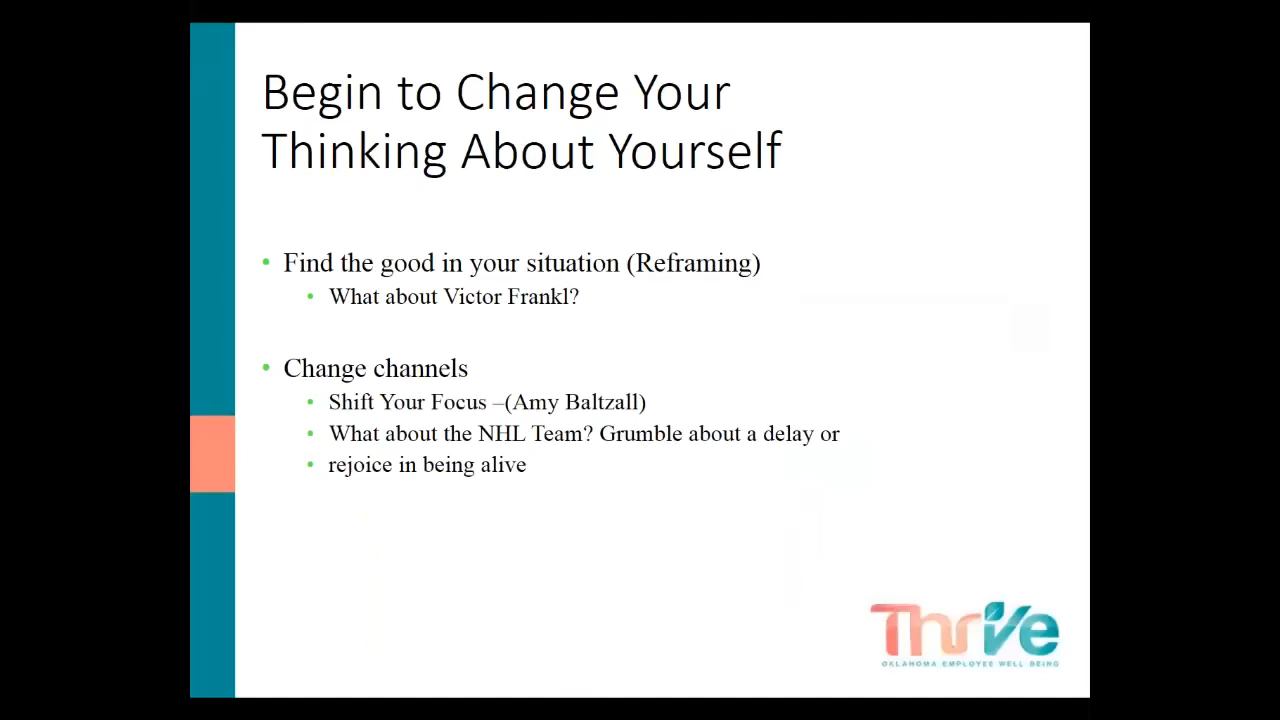 Begin to Change Your
Thinking About Yourself
• Find the good in your situation (Reframing)
• What about Victor Frankl?
• Change channels
• Shift Your Focus –(Amy Baltzall)
• What about the NHL Team? Grumble about a delay or
• rejoice in being alive
Thrive
OKLAHOMA EMPLOYEE WELL BEING